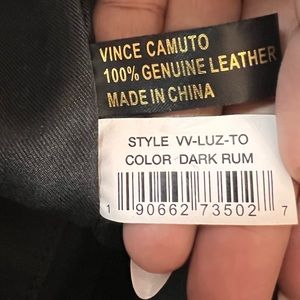 VINCE CAMUTO
100% GENUINE LEATHER
MADE IN CHINA
STYLE VV-LUZ-TO
COLOR DARK RUM
1 90662 73502 7